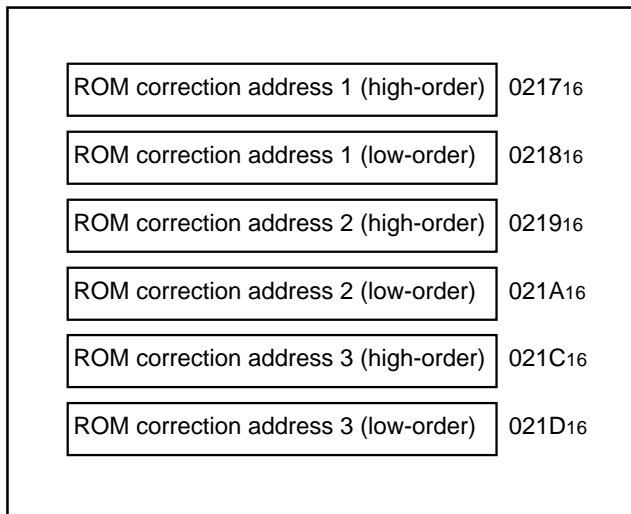 ROM correction address 1 (high-order) 0217₁₆
ROM correction address 1 (low-order) 0218₁₆
ROM correction address 2 (high-order) 0219₁₆
ROM correction address 2 (low-order) 021A₁₆
ROM correction address 3 (high-order) 021C₁₆
ROM correction address 3 (low-order) 021D₁₆